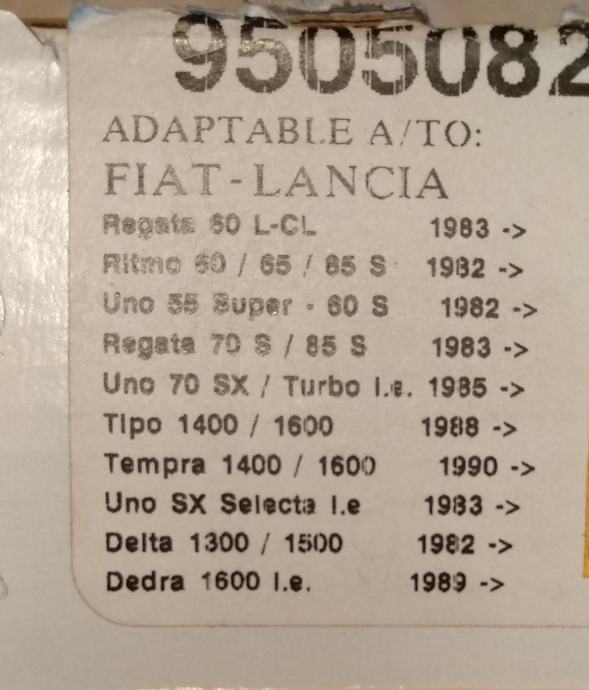 9505082
ADAPTABLE A/TO:
FIAT-LANCIA
Regata 60 L-CL 1983 ->
Ritmo 60 / 65 / 85 S 1982 ->
Uno 55 Super - 60 S 1982 ->
Regata 70 S / 85 S 1983 ->
Uno 70 SX / Turbo i.e. 1985 ->
Tipo 1400 / 1600 1988 ->
Tempra 1400 / 1600 1990 ->
Uno SX Selecta i.e 1983 ->
Delta 1300 / 1500 1982 ->
Dedra 1600 i.e. 1989 ->